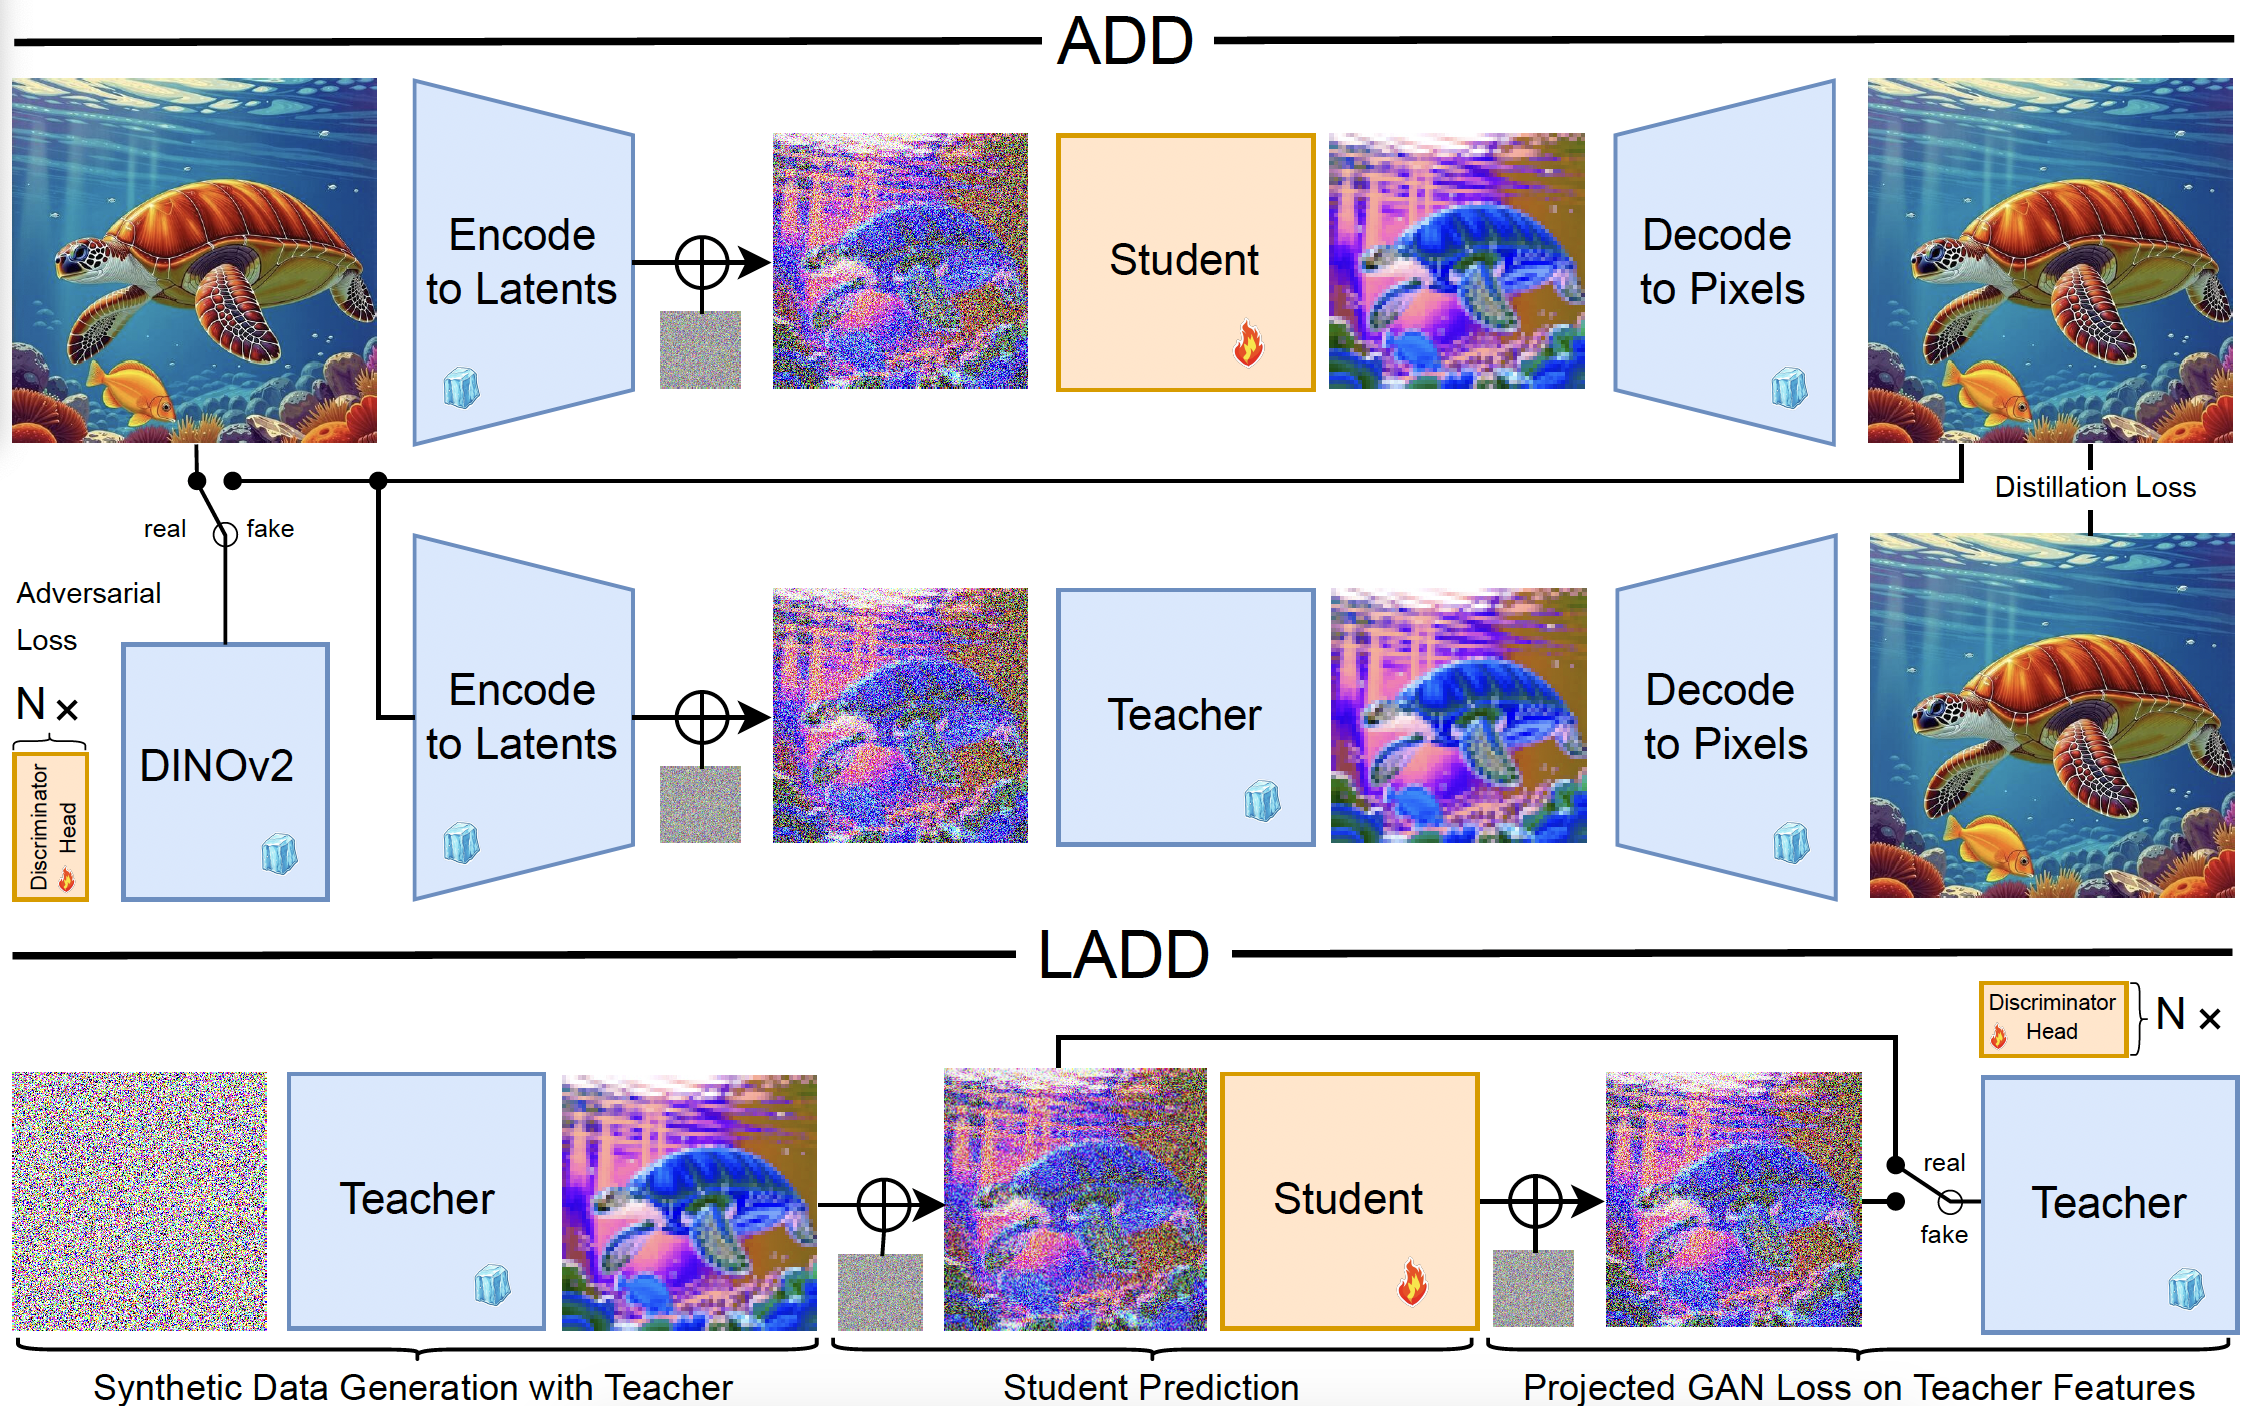 ADD
Encode
to Latents
Student
Decode
to Pixels
real
fake
Distillation Loss
Adversarial
Loss
N ×
Discriminator
Head
DINOv2
Encode
to Latents
Teacher
Decode
to Pixels
LADD
Discriminator
Head
N ×
Teacher
Student
real
fake
Teacher
Synthetic Data Generation with Teacher
Student Prediction
Projected GAN Loss on Teacher Features